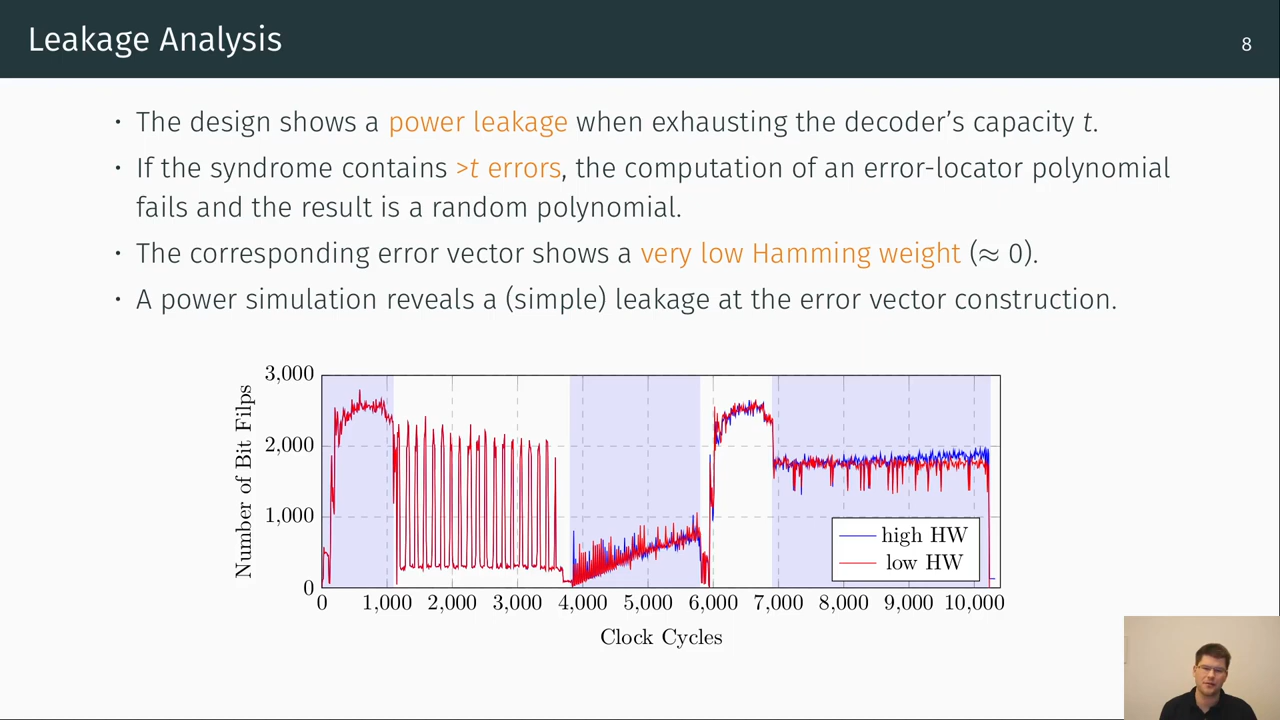 Leakage Analysis
8
• The design shows a power leakage when exhausting the decoder's capacity t.
• If the syndrome contains >t errors, the computation of an error-locator polynomial
fails and the result is a random polynomial.
• The corresponding error vector shows a very low Hamming weight (≈ 0).
• A power simulation reveals a (simple) leakage at the error vector construction.
Number of Bit Filps
3,000
2,000
1,000
0
high HW
low HW
0 1,000 2,000 3,000 4,000 5,000 6,000 7,000 8,000 9,000 10,000
Clock Cycles